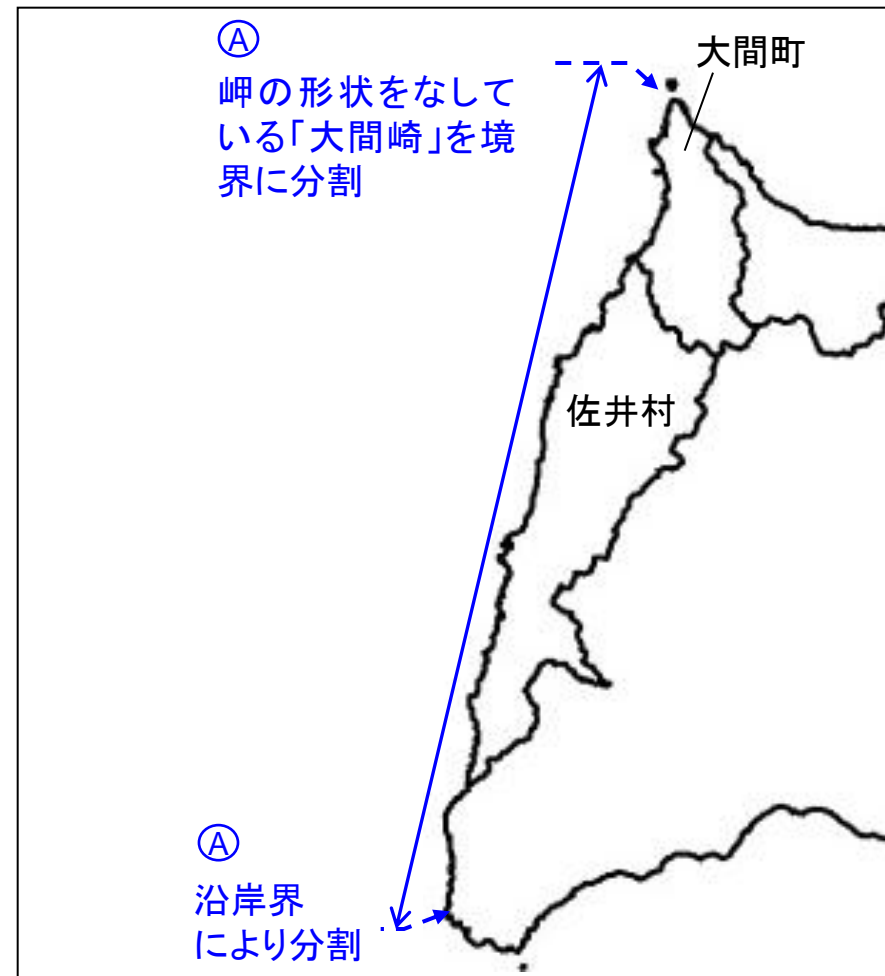 Ⓐ
岬の形状をなして
いる「大間崎」を境
界に分割
大間町
佐井村
Ⓐ
沿岸界
により分割